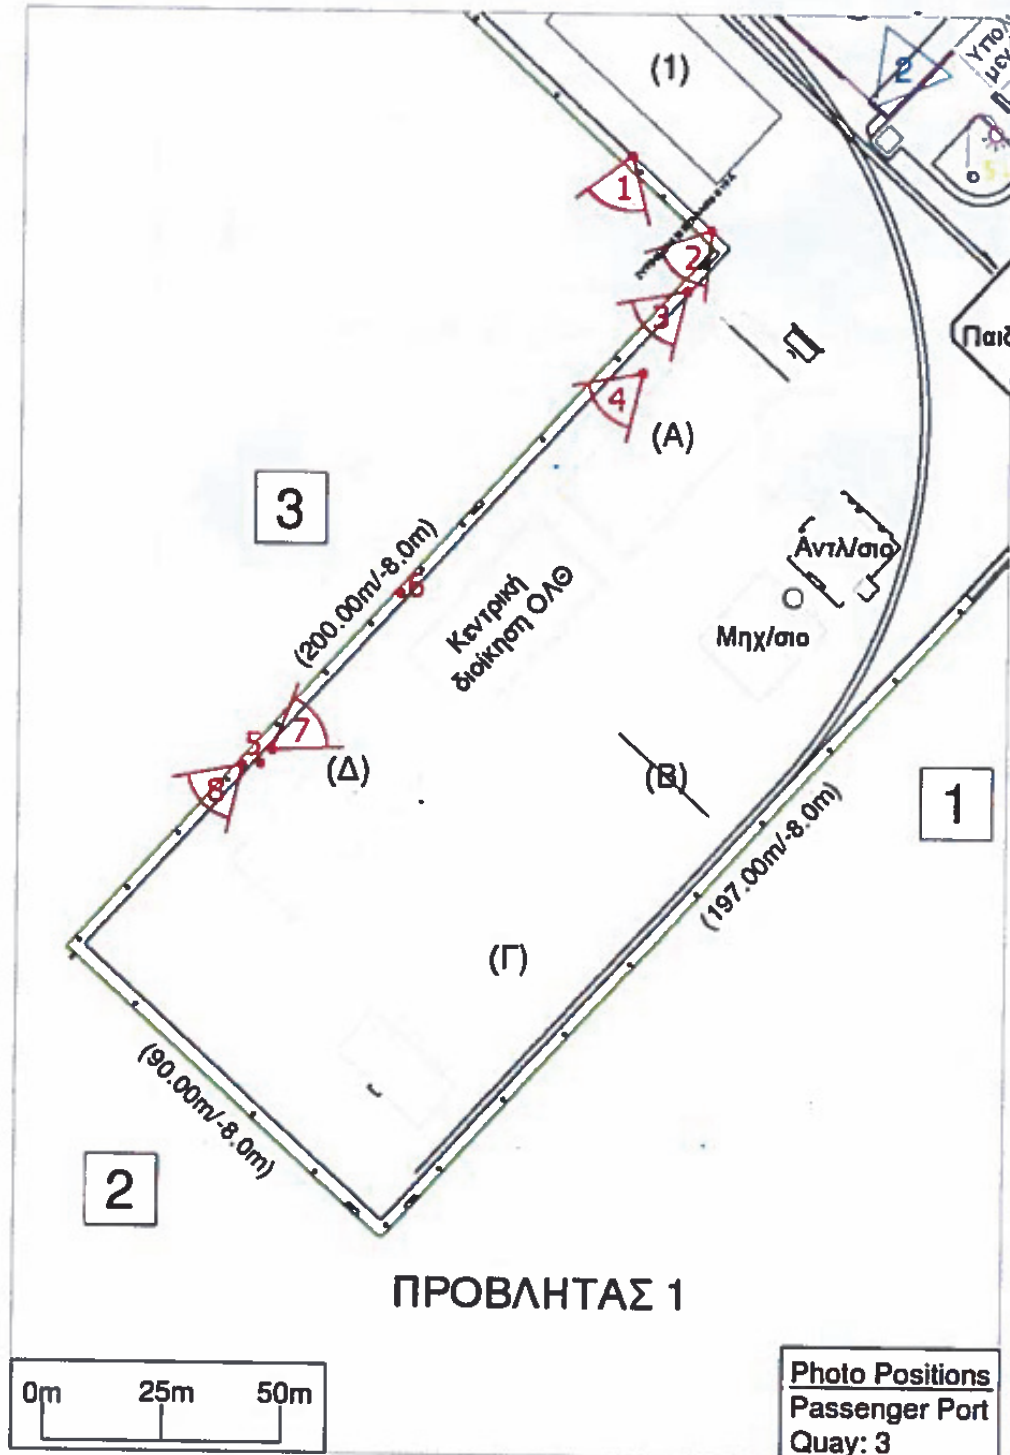 (1)
2
1
2
3
4
(A)
Παιδ
3
(200.00m/-8.0m)
6
Κεντρική
διοίκηση ΟΛΘ
Αντλ/σιο
Μηχ/σιο
7
5
8
(Δ)
(B)
1
(197.00m/-8.0m)
(Γ)
(90.00m/-8.0m)
2
ΠΡΟΒΛΗΤΑΣ 1
0m 25m 50m
Photo Positions
Passenger Port
Quay: 3